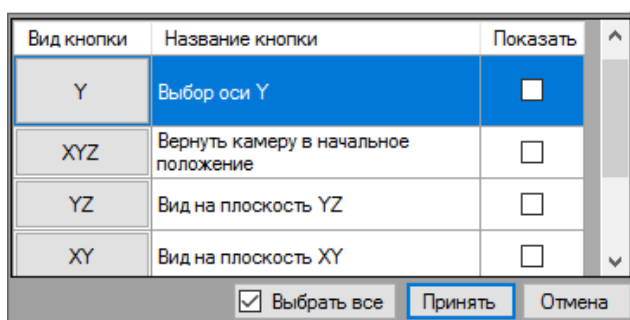 Вид кнопки Название кнопки Показать
Y Выбор оси Y
XYZ Вернуть камеру в начальное
положение
YZ Вид на плоскость YZ
XY Вид на плоскость XY
Выбрать все Принять Отмена